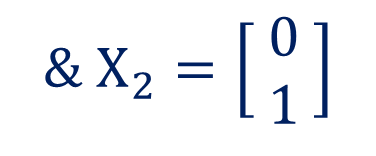 & X₂ = [0
1]